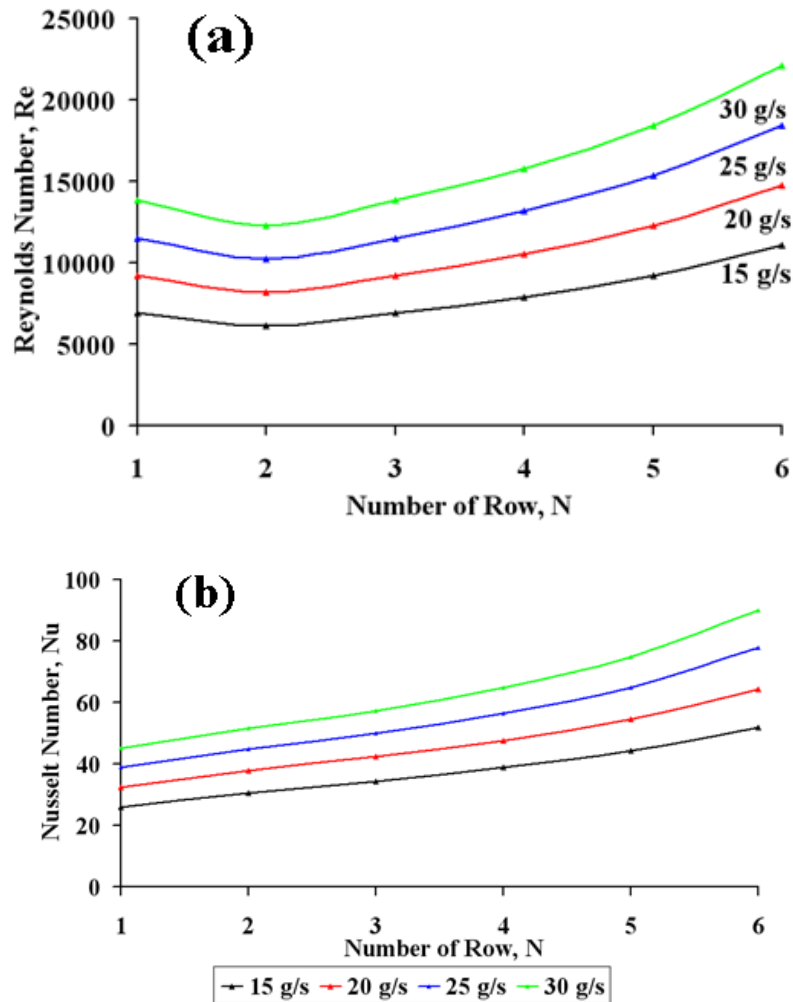 (a)
Reynolds Number, Re
25000
20000
15000
10000
5000
0
30 g/s
25 g/s
20 g/s
15 g/s
1 2 3 4 5 6
Number of Row, N
(b)
Nusselt Number, Nu
100
80
60
40
20
0
1 2 3 4 5 6
Number of Row, N
15 g/s 20 g/s 25 g/s 30 g/s